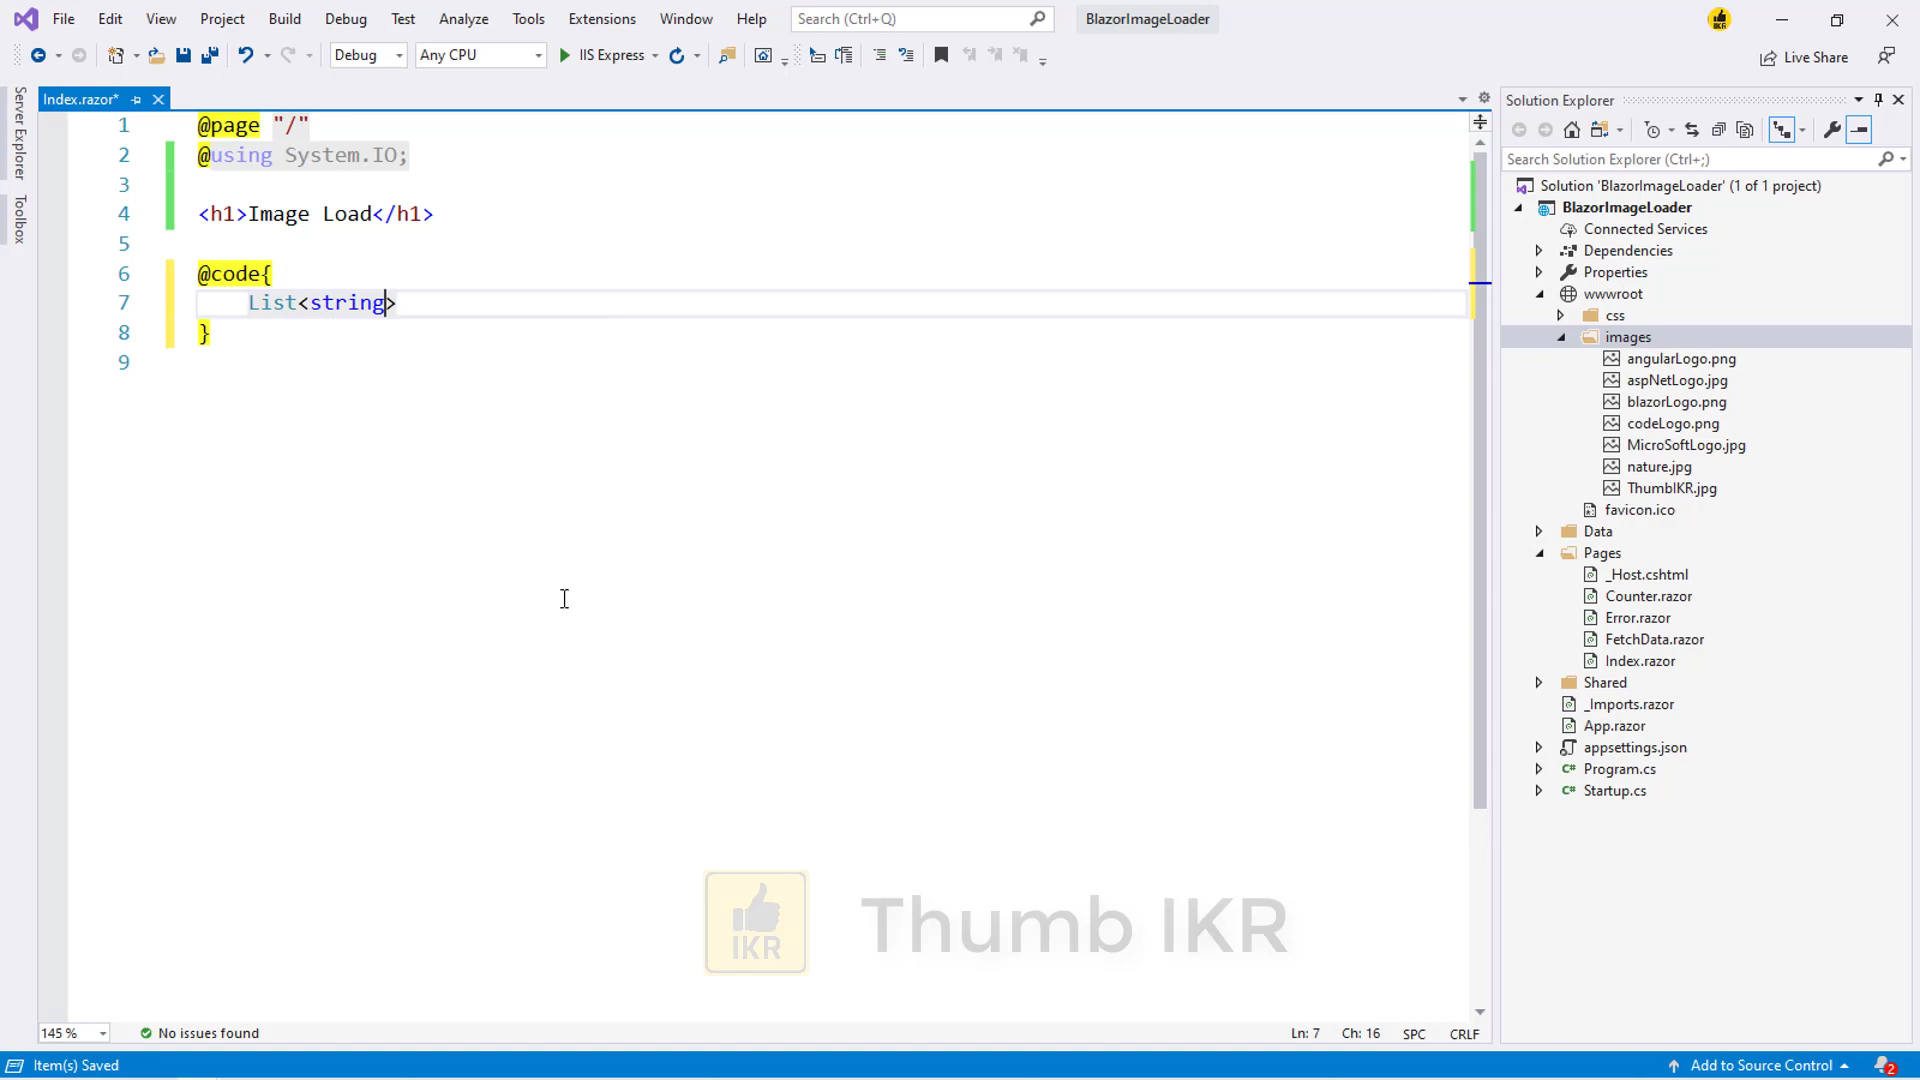 File Edit View Project Build Debug Test Analyze Tools Extensions Window Help Search (Ctrl+Q) BlazorImageLoader
Debug Any CPU IIS Express Live Share
Server Explorer
Toolbox
Index.razor*
1 @page "/"
2 @using System.IO;
3
4 <h1>Image Load</h1>
5
6 @code{
7 List<string>
8 }
9
IKR
Thumb IKR
145 % No issues found Ln: 7 Ch: 16 SPC CRLF
Solution Explorer
Search Solution Explorer (Ctrl+;)
Solution 'BlazorImageLoader' (1 of 1 project)
BlazorImageLoader
Connected Services
Dependencies
Properties
wwwroot
css
images
angularLogo.png
aspNetLogo.jpg
blazorLogo.png
codeLogo.png
MicroSoftLogo.jpg
nature.jpg
ThumbIKR.jpg
favicon.ico
Data
Pages
_Host.cshtml
Counter.razor
Error.razor
FetchData.razor
Index.razor
Shared
_Imports.razor
App.razor
appsettings.json
C# Program.cs
C# Startup.cs
Item(s) Saved Add to Source Control 2